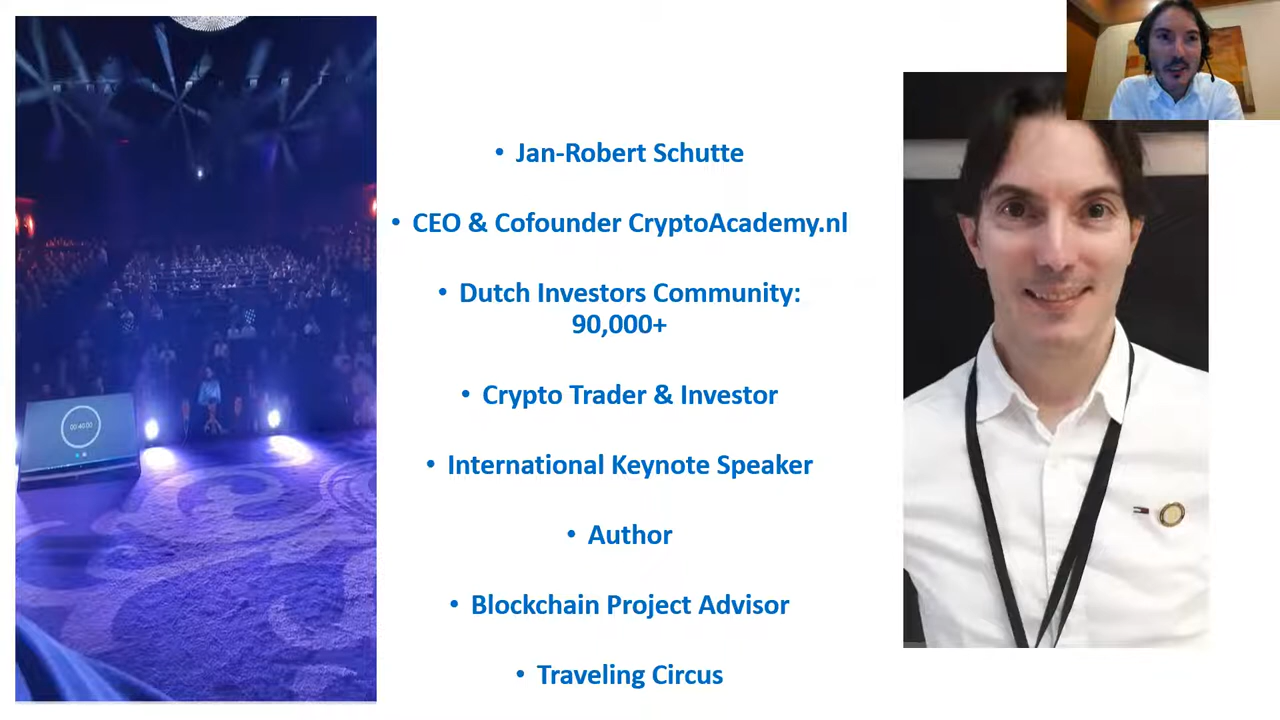 • Jan-Robert Schutte
• CEO & Cofounder CryptoAcademy.nl
• Dutch Investors Community:
90,000+
• Crypto Trader & Investor
• International Keynote Speaker
• Author
• Blockchain Project Advisor
• Traveling Circus